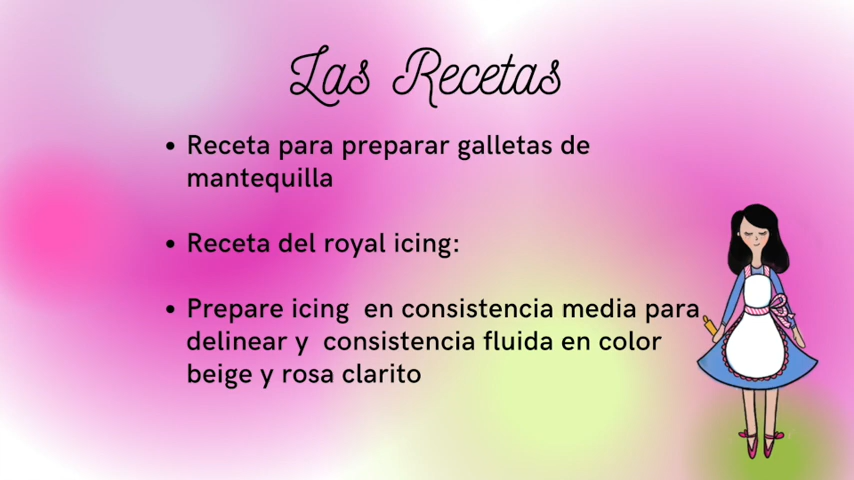 Las Recetas
• Receta para preparar galletas de
mantequilla
• Receta del royal icing:
• Prepare icing  en consistencia media para
delinear y  consistencia fluida en color
beige y rosa clarito